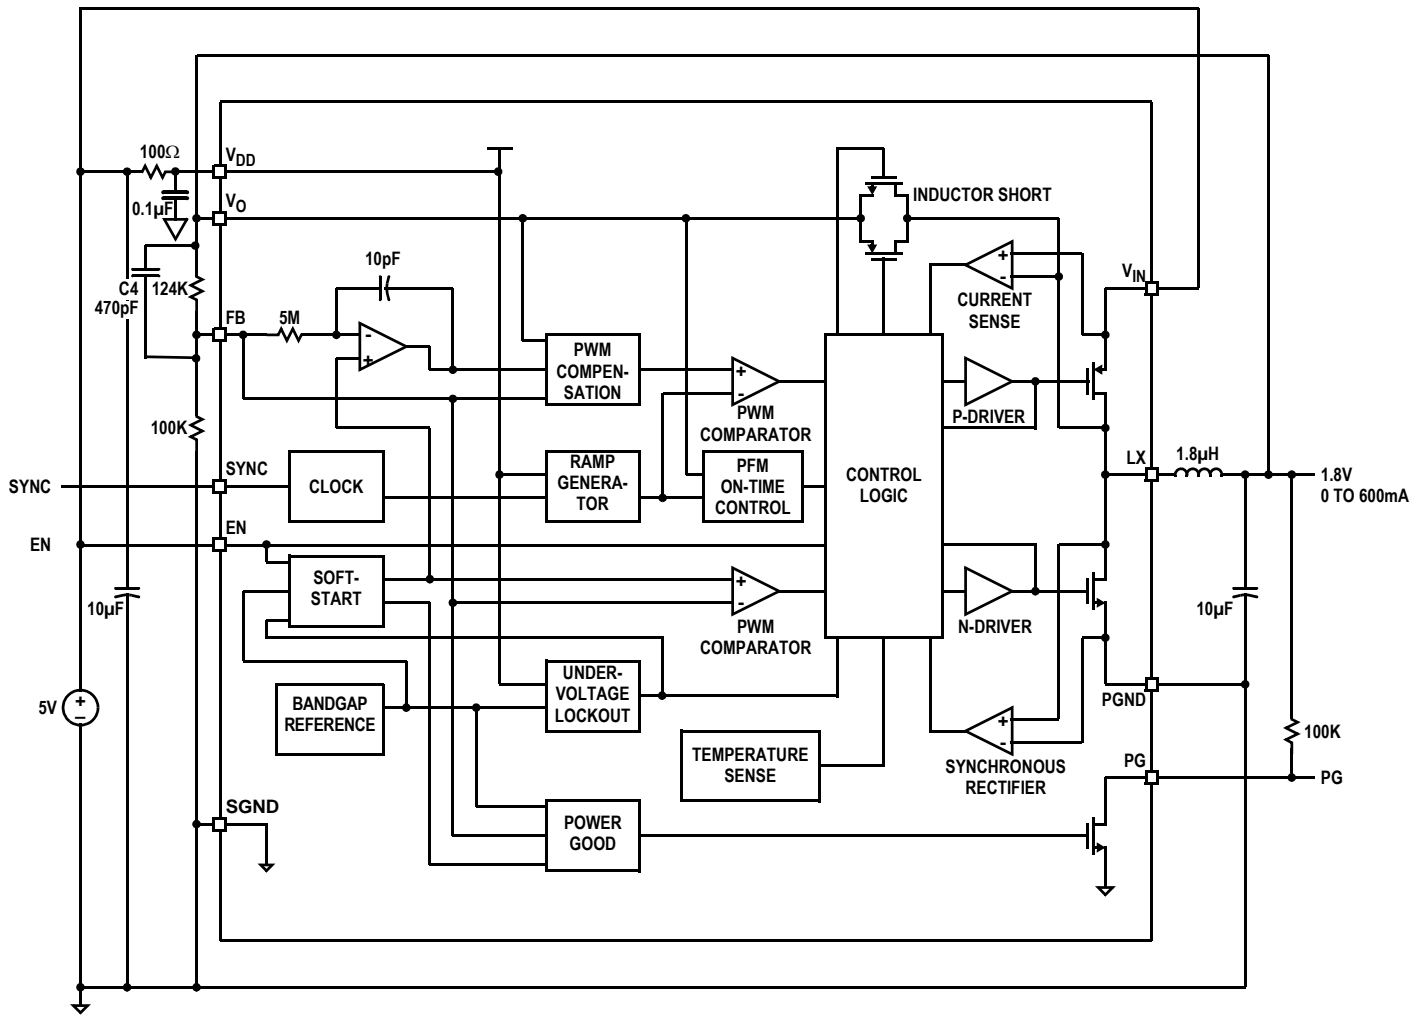 100Ω
VDD
0.1µF
VO
INDUCTOR SHORT
10pF
C4
470pF
124K
+
-
CURRENT
SENSE
VIN
FB
5M
-
+
PWM
COMPEN-
SATION
+
-
PWM
COMPARATOR
P-DRIVER
100K
SYNC
SYNC
CLOCK
RAMP
GENERA-
TOR
PFM
ON-TIME
CONTROL
CONTROL
LOGIC
LX
1.8µH
1.8V
0 TO 600mA
EN
EN
SOFT-
START
+
-
PWM
COMPARATOR
N-DRIVER
10µF
10µF
5V
+
–
BANDGAP
REFERENCE
UNDER-
VOLTAGE
LOCKOUT
PGND
+
-
SYNCHRONOUS
RECTIFIER
TEMPERATURE
SENSE
100K
PG
PG
SGND
POWER
GOOD